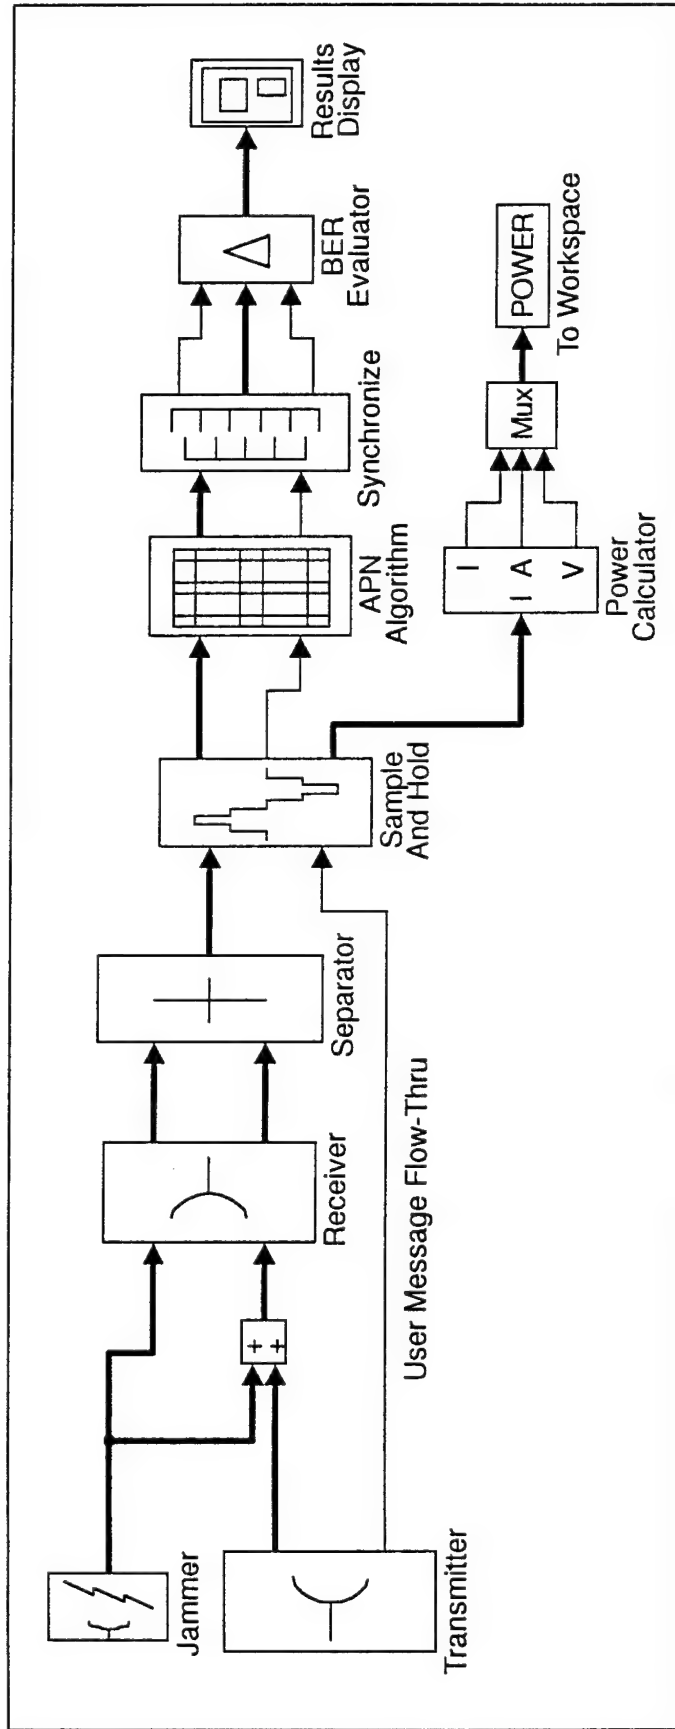 Jammer
Transmitter
+
+
User Message Flow-Thru
Receiver
Separator
Sample
And Hold
APN
Algorithm
Synchronize
BER
Evaluator
Results
Display
I
I A
V
Power
Calculator
Mux
POWER
To Workspace